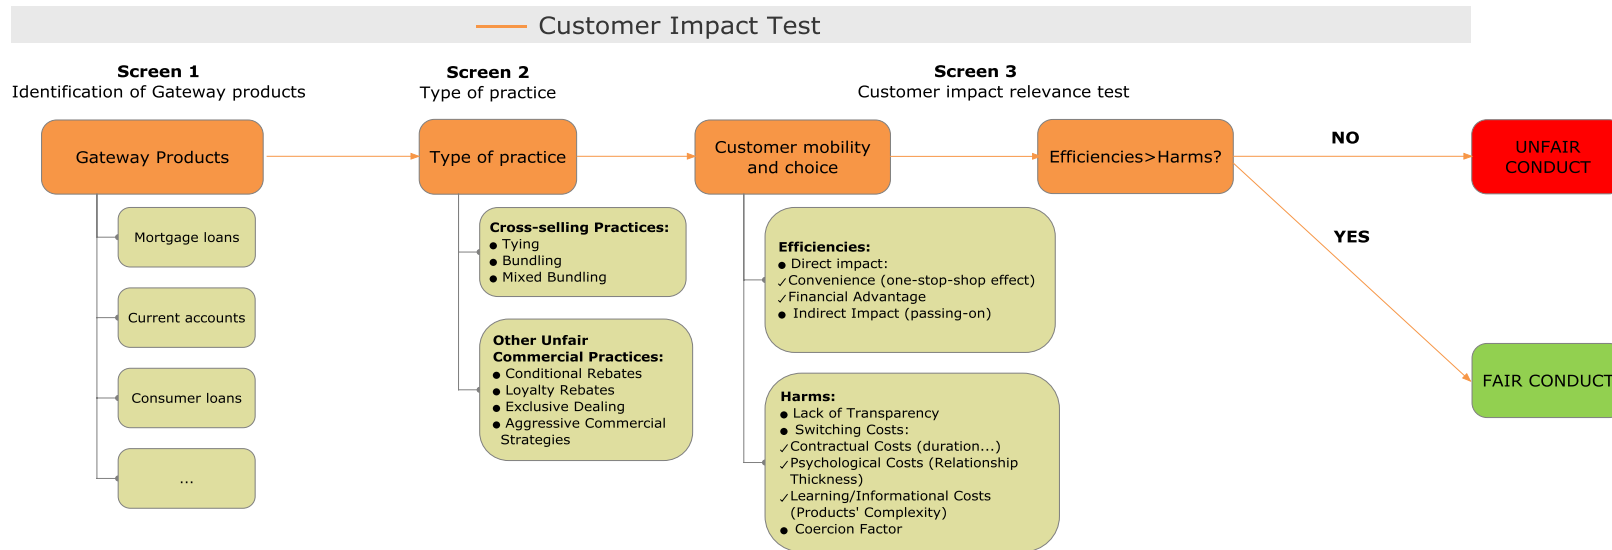 Customer Impact Test
Screen 1
Identification of Gateway products
Screen 2
Type of practice
Screen 3
Customer impact relevance test
Gateway Products
Type of practice
Customer mobility
and choice
Efficiencies>Harms?
NO
UNFAIR
CONDUCT
YES
FAIR CONDUCT
Mortgage loans
Current accounts
Consumer loans
...
Cross-selling Practices:
● Tying
● Bundling
● Mixed Bundling
Other Unfair
Commercial Practices:
● Conditional Rebates
● Loyalty Rebates
● Exclusive Dealing
● Aggressive Commercial
Strategies
Efficiencies:
● Direct impact:
✓Convenience (one-stop-shop effect)
✓Financial Advantage
● Indirect Impact (passing-on)
Harms:
● Lack of Transparency
● Switching Costs:
✓Contractual Costs (duration...)
✓Psychological Costs (Relationship
Thickness)
✓Learning/Informational Costs
(Products' Complexity)
● Coercion Factor